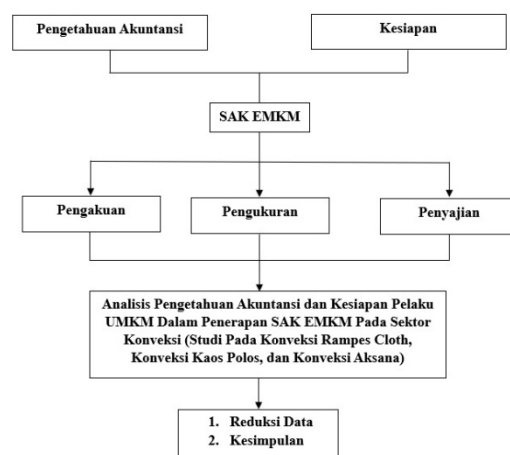 Pengetahuan Akuntansi
Kesiapan
SAK EMKM
Pengakuan
Pengukuran
Penyajian
Analisis Pengetahuan Akuntansi dan Kesiapan Pelaku
UMKM Dalam Penerapan SAK EMKM Pada Sektor
Konveksi (Studi Pada Konveksi Rampes Cloth,
Konveksi Kaos Polos, dan Konveksi Aksana)
1. Reduksi Data
2. Kesimpulan